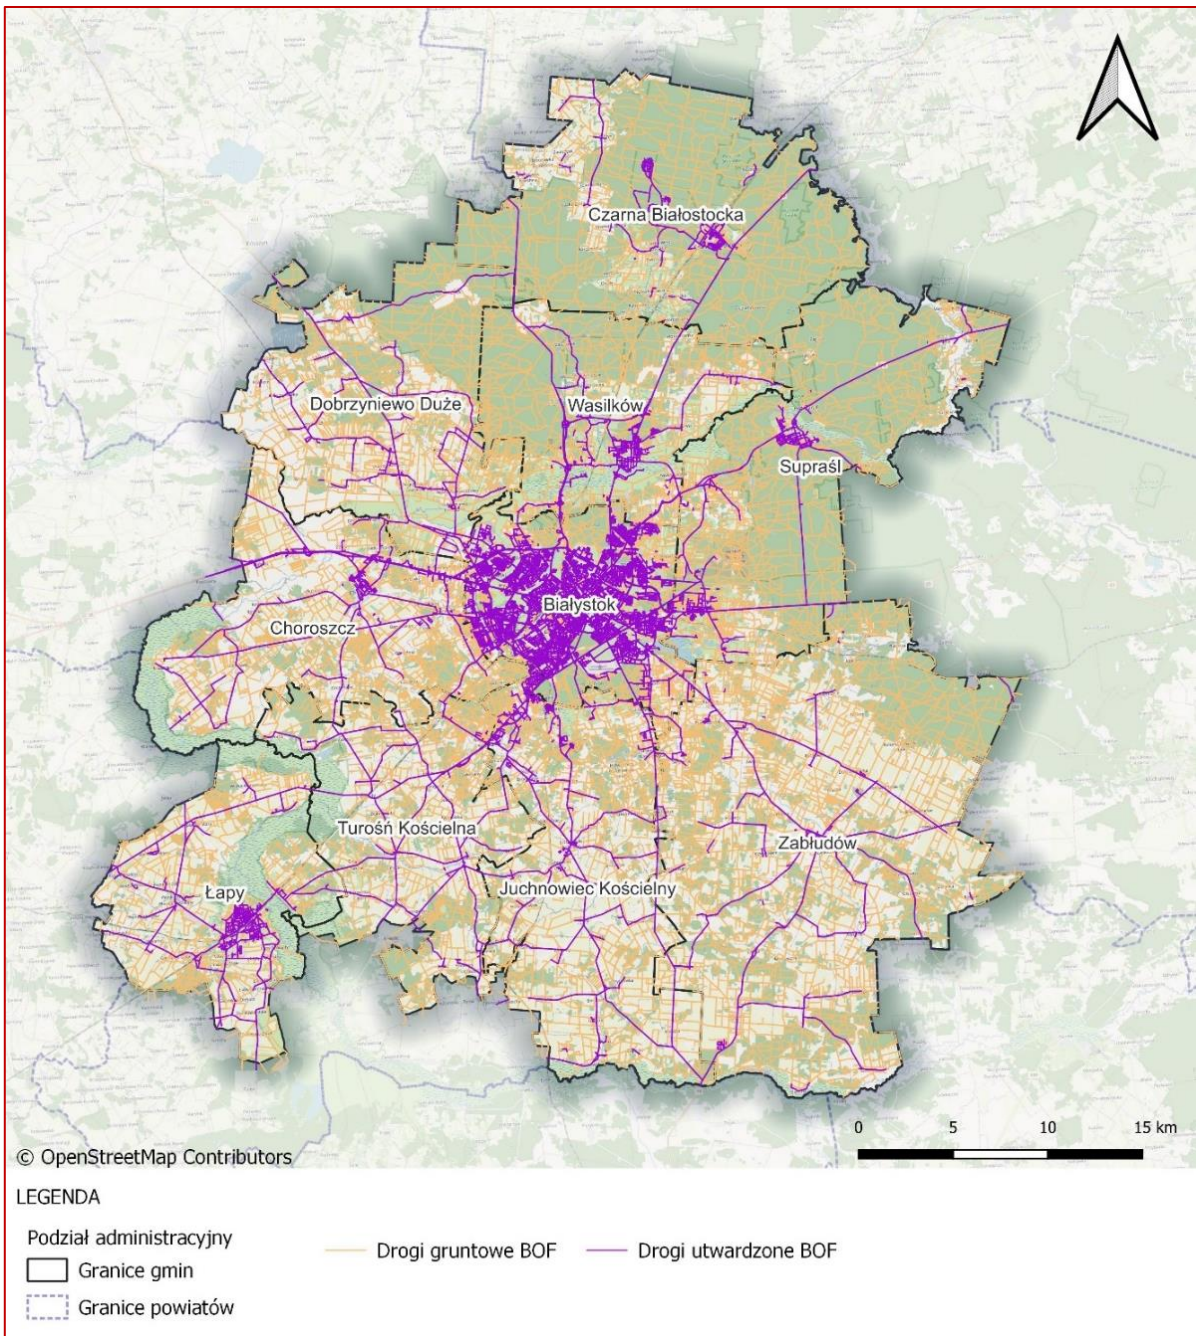 Czarna Białostocka
Dobrzyniewo Duże
Wasilków
Supraśl
Białystok
Choroszcz
Turośń Kościelna
Zabłudów
Juchnowiec Kościelny
Łapy
0 5 10 15 km
© OpenStreetMap Contributors
LEGENDA
Podział administracyjny
Granice gmin
Granice powiatów
Drogi gruntowe BOF
Drogi utwardzone BOF